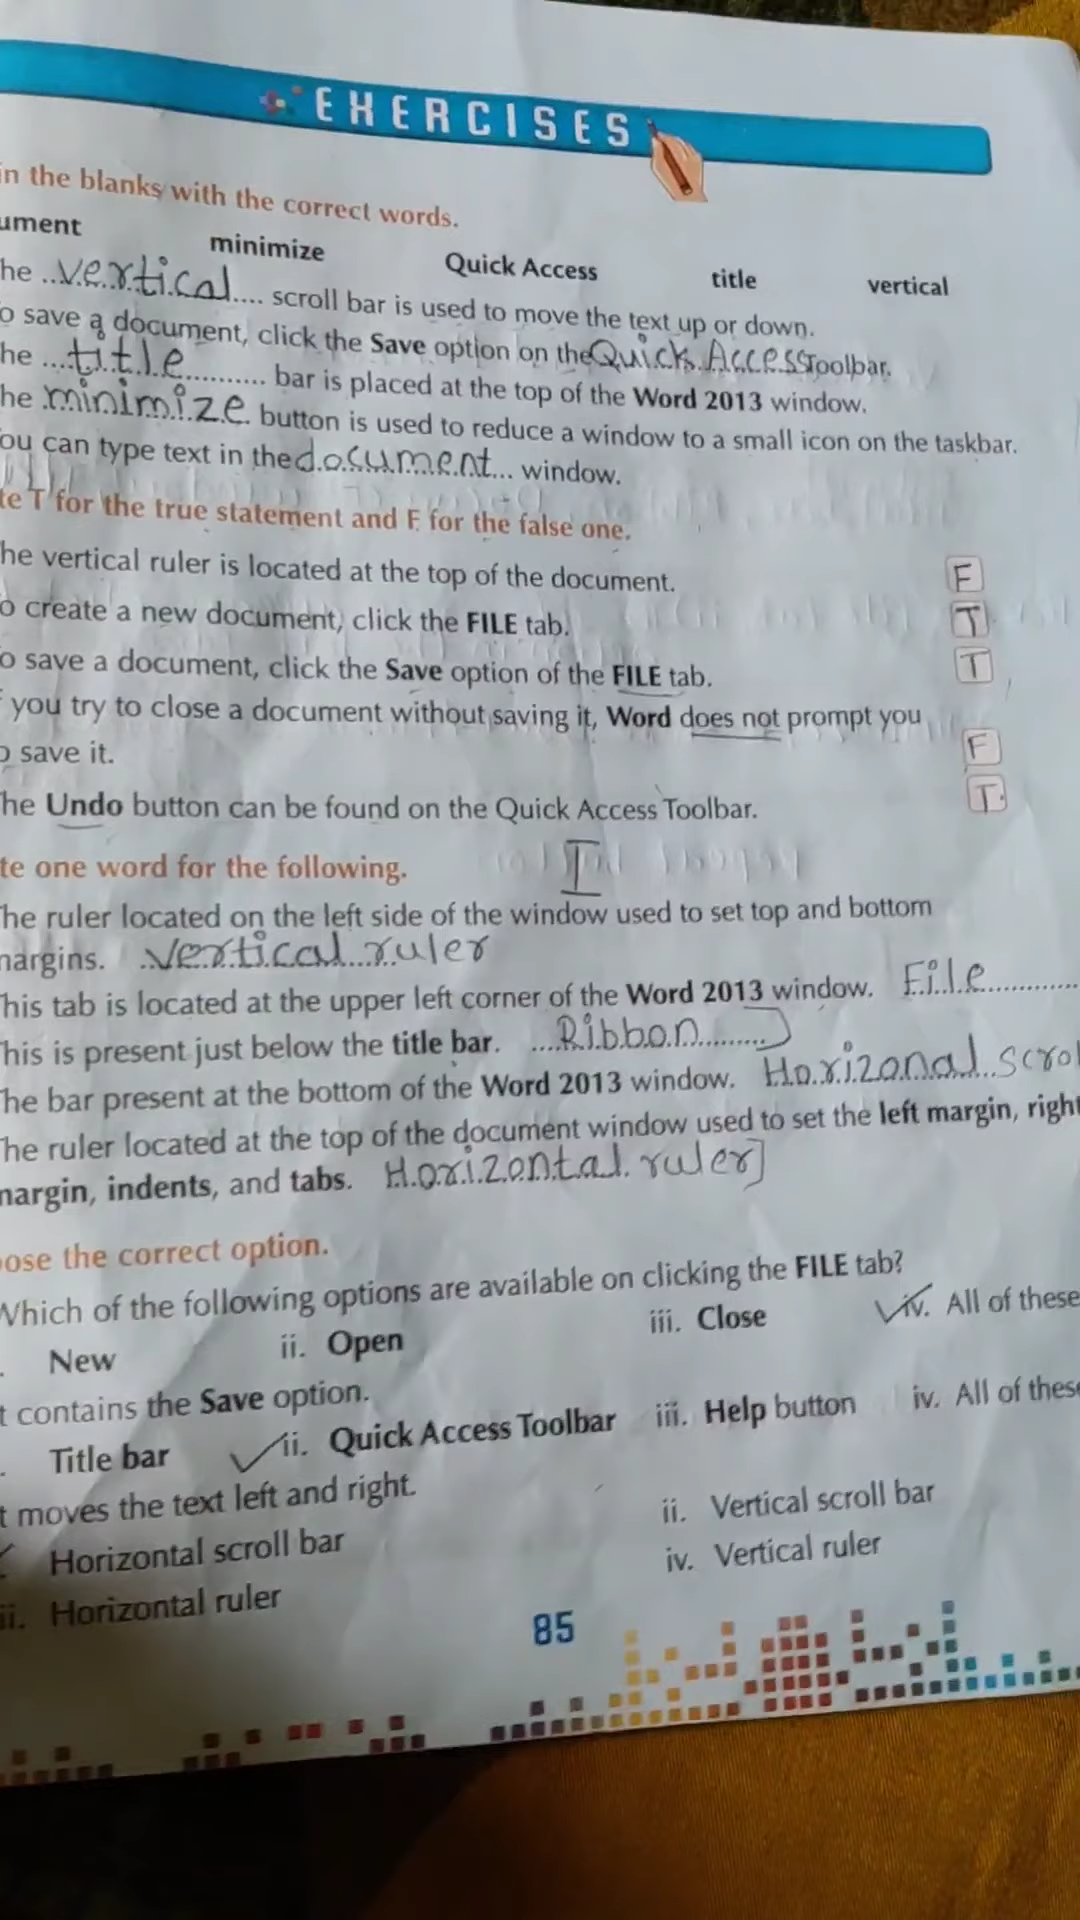 EXERCISES
in the blanks with the correct words.
ument minimize Quick Access title vertical
he ..vertical.... scroll bar is used to move the text up or down.
o save a document, click the Save option on the Quick Access Toolbar.
he ....title.......... bar is placed at the top of the Word 2013 window.
he minimize. button is used to reduce a window to a small icon on the taskbar.
ou can type text in the document... window.
te T for the true statement and F for the false one.
he vertical ruler is located at the top of the document. F
o create a new document, click the FILE tab. T
o save a document, click the Save option of the FILE tab. T
you try to close a document without saving it, Word does not prompt you
o save it. F
he Undo button can be found on the Quick Access Toolbar. T
te one word for the following. I
The ruler located on the left side of the window used to set top and bottom
margins. vertical ruler
This tab is located at the upper left corner of the Word 2013 window. File............
This is present just below the title bar. ....Ribbon..........
The bar present at the bottom of the Word 2013 window. Horizonal scrol
The ruler located at the top of the document window used to set the left margin, right
margin, indents, and tabs. Horizontal ruler
ose the correct option.
Which of the following options are available on clicking the FILE tab?
. New ii. Open iii. Close iv. All of these
t contains the Save option.
. Title bar ii. Quick Access Toolbar iii. Help button iv. All of these
t moves the text left and right.
Horizontal scroll bar ii. Vertical scroll bar
ii. Horizontal ruler iv. Vertical ruler
85